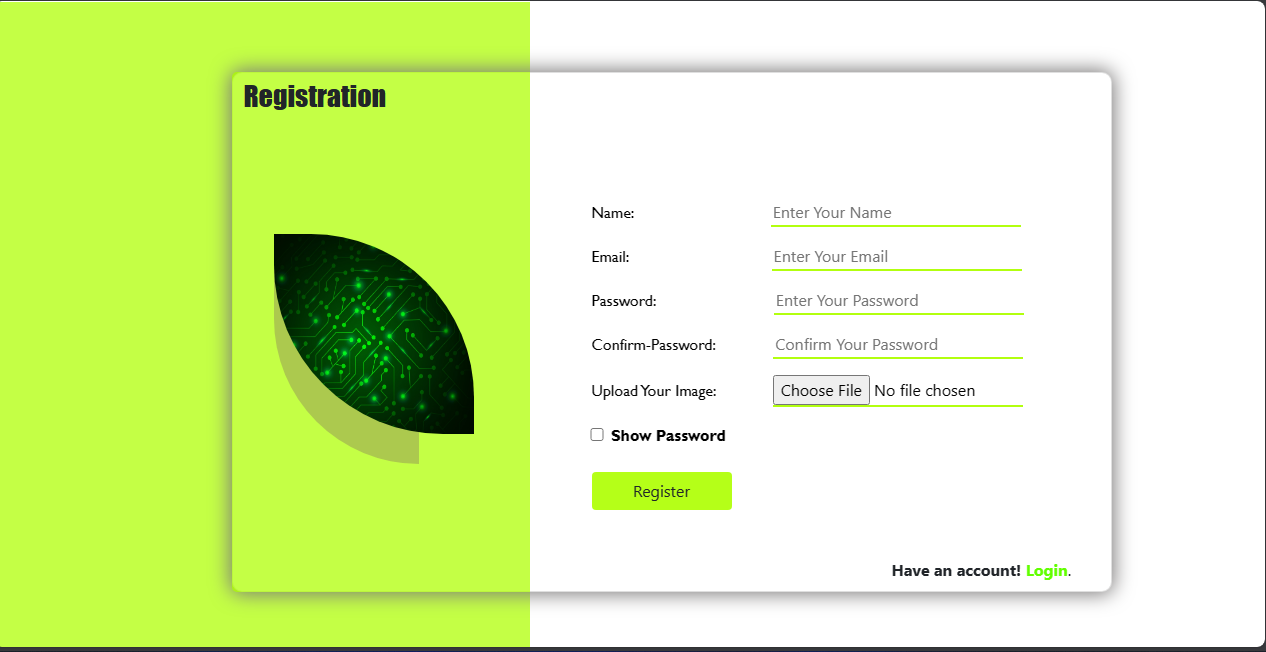 Registration
Name: Enter Your Name
Email: Enter Your Email
Password: Enter Your Password
Confirm-Password: Confirm Your Password
Upload Your Image: Choose File No file chosen
Show Password
Register
Have an account! Login.